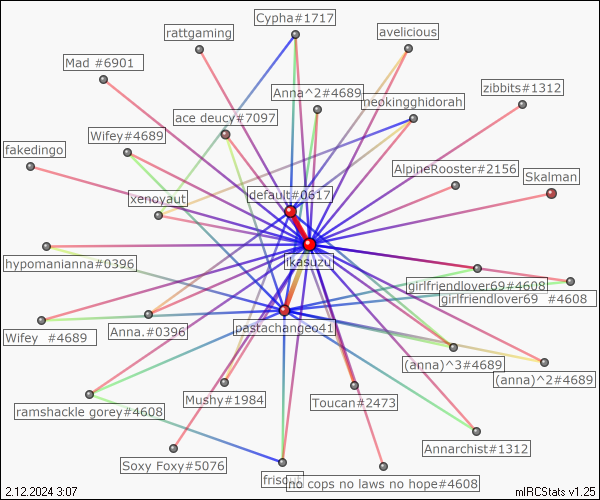 Cypha#1717
rattgaming
avelicious
Mad #6901
Anna^2#4689
zibbits#1312
neokingghidorah
ace deucy#7097
Wifey#4689
fakedingo
AlpineRooster#2156
Skalman
default#0617
xenoyaut
ikasuzu
hypomanianna#0396
girlfriendlover69#4608
girlfriendlover69 #4608
Wifey #4689
Anna.#0396
pastachangeo41
(anna)^3#4689
(anna)^2#4689
Mushy#1984
Toucan#2473
ramshackle gorey#4608
Annarchist#1312
Soxy Foxy#5076
no cops no laws no hope#4608
2.12.2024 3:07
mIRCStats v1.25